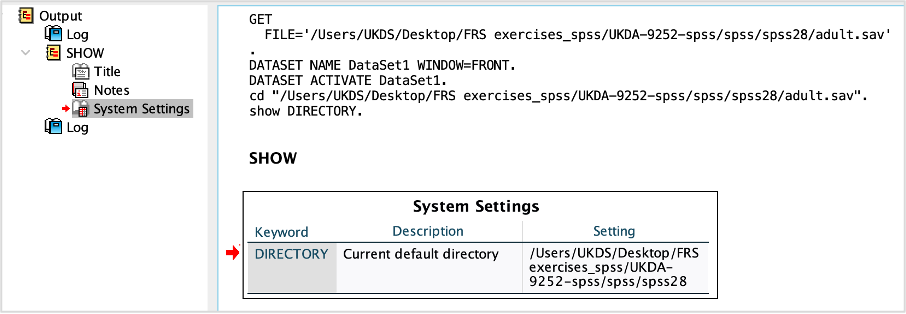 Output
Log
SHOW
Title
Notes
System Settings
Log
GET
FILE='/Users/UKDS/Desktop/FRS exercises_spss/UKDA-9252-spss/spss/spss28/adult.sav'
.
DATASET NAME DataSet1 WINDOW=FRONT.
DATASET ACTIVATE DataSet1.
cd "/Users/UKDS/Desktop/FRS exercises_spss/UKDA-9252-spss/spss/spss28/adult.sav".
show DIRECTORY.
SHOW
System Settings
Keyword Description Setting
DIRECTORY Current default directory /Users/UKDS/Desktop/FRS
exercises_spss/UKDA-
9252-spss/spss/spss28